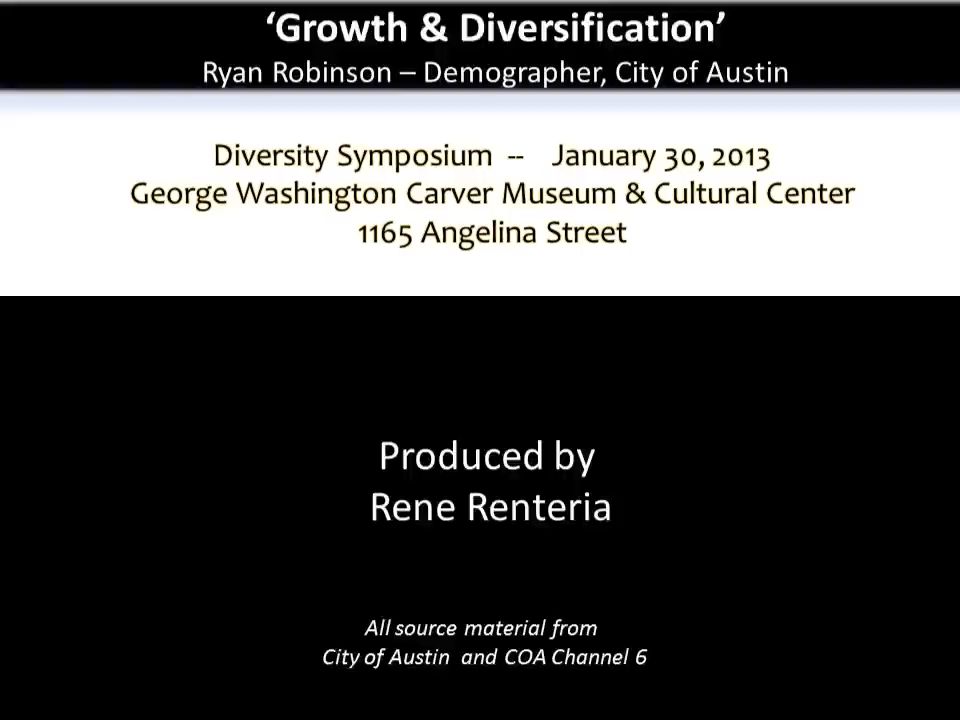 ‘Growth & Diversification’
Ryan Robinson – Demographer, City of Austin
Diversity Symposium -- January 30, 2013
George Washington Carver Museum & Cultural Center
1165 Angelina Street
Produced by
Rene Renteria
All source material from
City of Austin and COA Channel 6